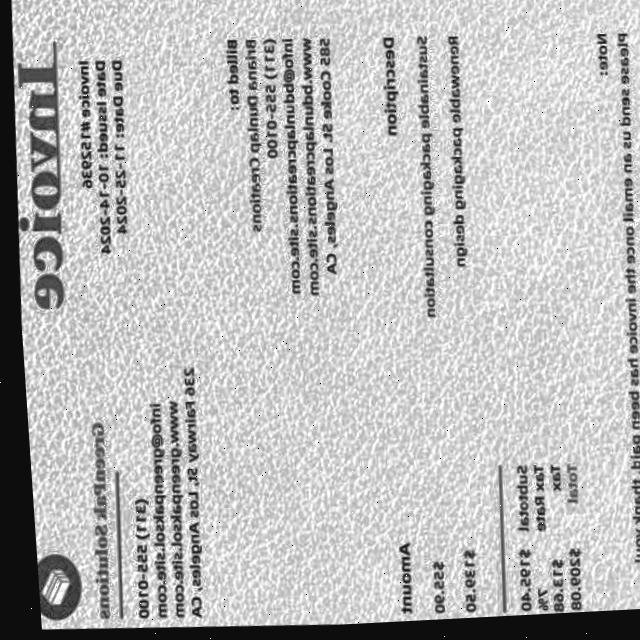 Invoice
Invoice #152936
Date Issued: 10-14-2024
Due Date: 11-25-2024
GreenPak Solutions
(311) 555-0100
info@greenpaksol.site.com
www.greenpaksol.site.com
236 Fairway St. Los Angeles, CA
Billed to:
Briana Dunlap Creations
(311) 555-0100
info@bdunlapcreations.site.com
www.bdunlapcreations.site.com
585 Cooke St. Los Angeles, CA
Description Amount
Sustainable packaging consultation $55.90
Renewable packaging design $139.50
Subtotal $195.40
Tax Rate 7%
Tax $13.68
Total $209.08
Note:
Please send us an email once the invoice has been paid, thank you!